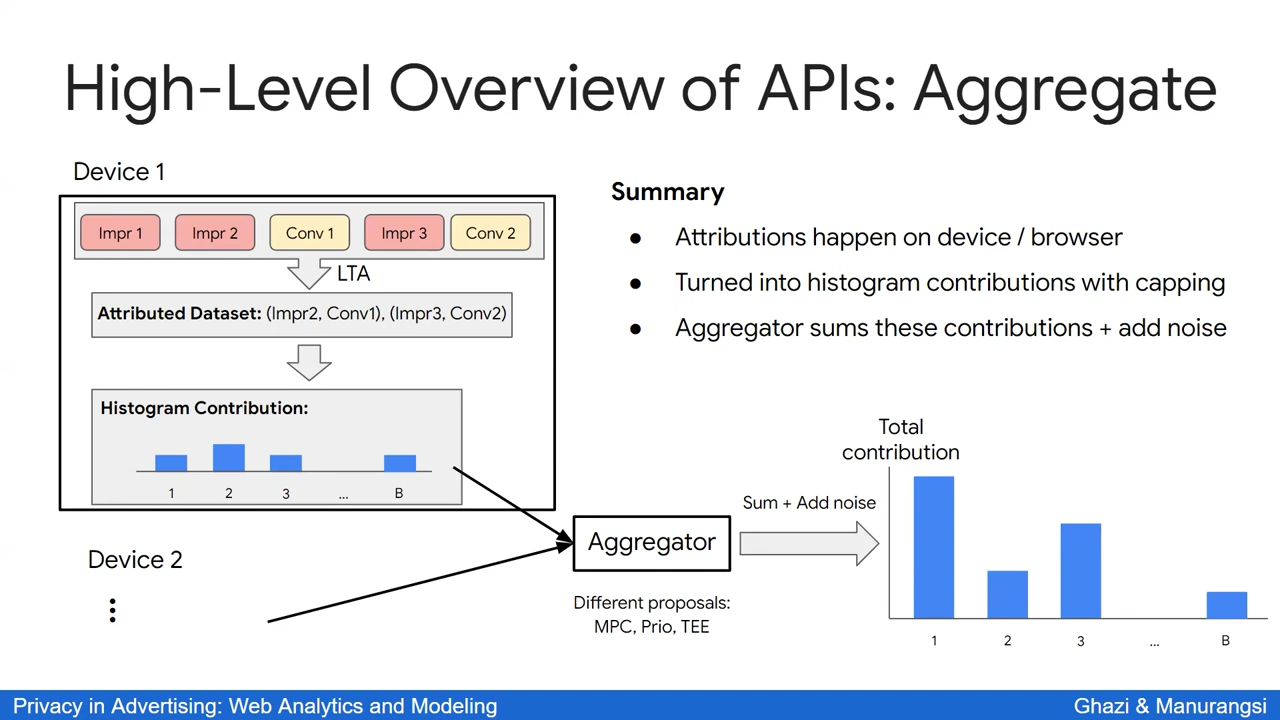 High-Level Overview of APIs: Aggregate
Device 1
Impr 1
Impr 2
Conv 1
Impr 3
Conv 2
LTA
Attributed Dataset: (Impr2, Conv1), (Impr3, Conv2)
Histogram Contribution:
1
2
3
...
B
Device 2
Summary
● Attributions happen on device / browser
● Turned into histogram contributions with capping
● Aggregator sums these contributions + add noise
Aggregator
Different proposals:
MPC, Prio, TEE
Sum + Add noise
Total
contribution
1
2
3
...
B
Privacy in Advertising: Web Analytics and Modeling
Ghazi & Manurangsi